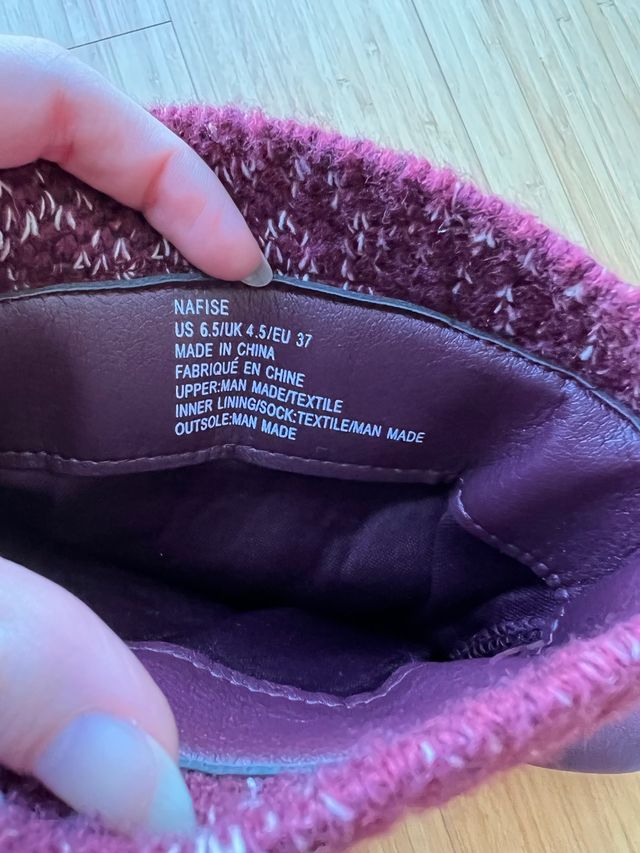 NAFISE
US 6.5/UK 4.5/EU 37
MADE IN CHINA
FABRIQUÉ EN CHINE
UPPER:MAN MADE/TEXTILE
INNER LINING/SOCK:TEXTILE/MAN MADE
OUTSOLE:MAN MADE